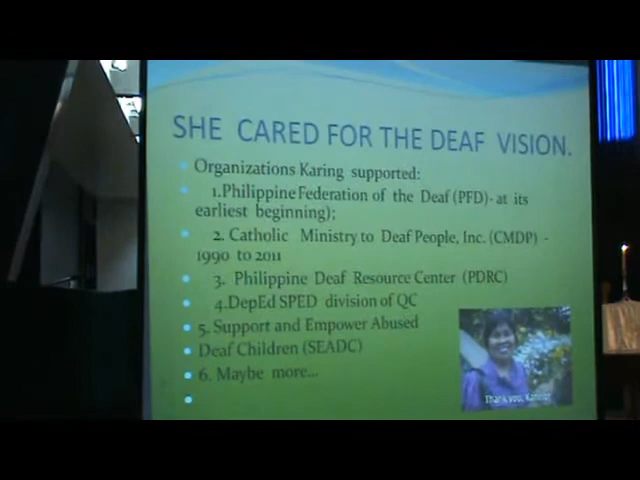 SHE CARED FOR THE DEAF VISION.
Organizations Karing supported:
1.Philippine Federation of the Deaf (PFD)- at its
earliest beginning);
2. Catholic Ministry to Deaf People, Inc. (CMDP) -
1990 to 2011
3. Philippine Deaf Resource Center (PDRC)
4.DepEd SPED division of QC
5. Support and Empower Abused
Deaf Children (SEADC)
6. Maybe more...
Thank you, Karing!